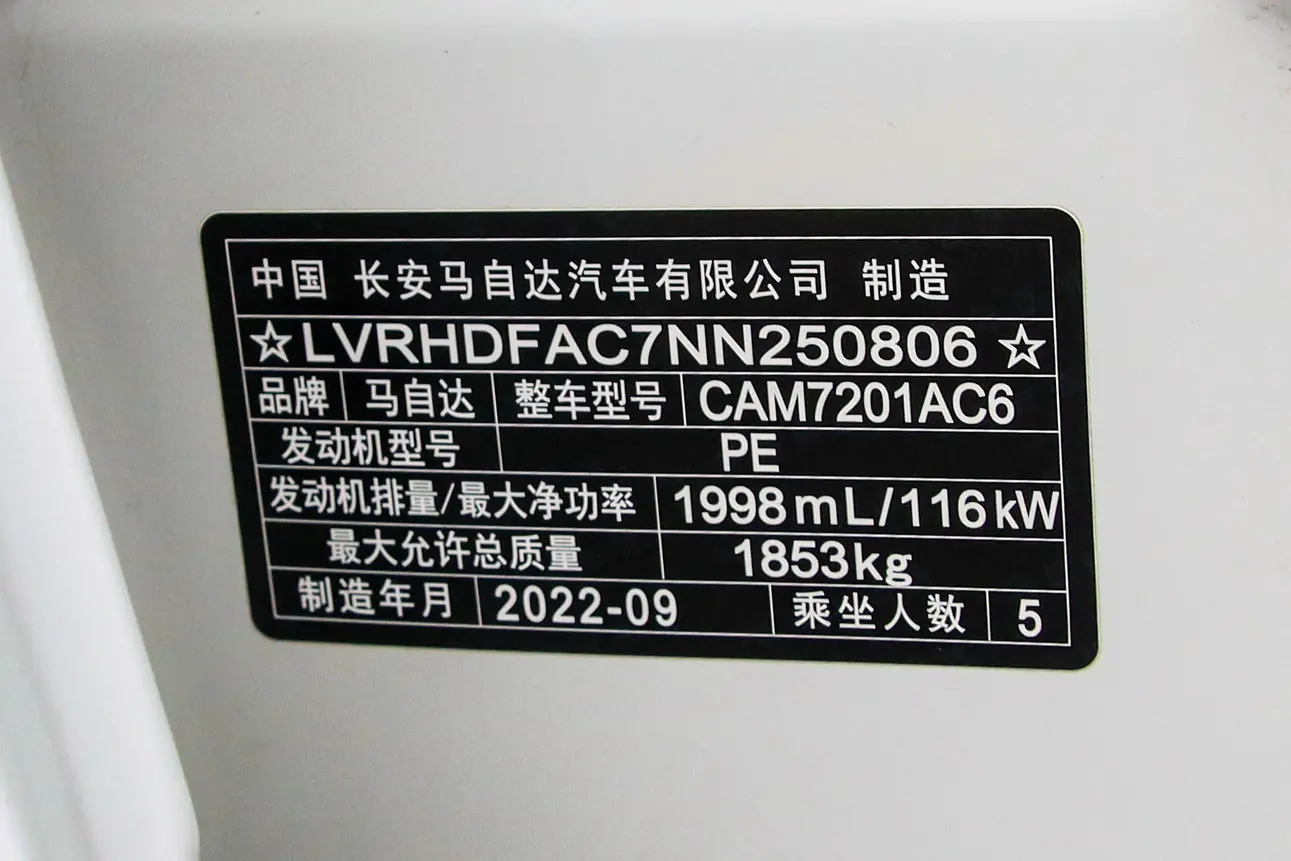 中国 长安马自达汽车有限公司 制造
☆LVRHDFAC7NN250806☆
品牌 马自达 整车型号 CAM7201AC6
发动机型号 PE
发动机排量/最大净功率 1998mL/116kW
最大允许总质量 1853kg
制造年月 2022-09 乘坐人数 5